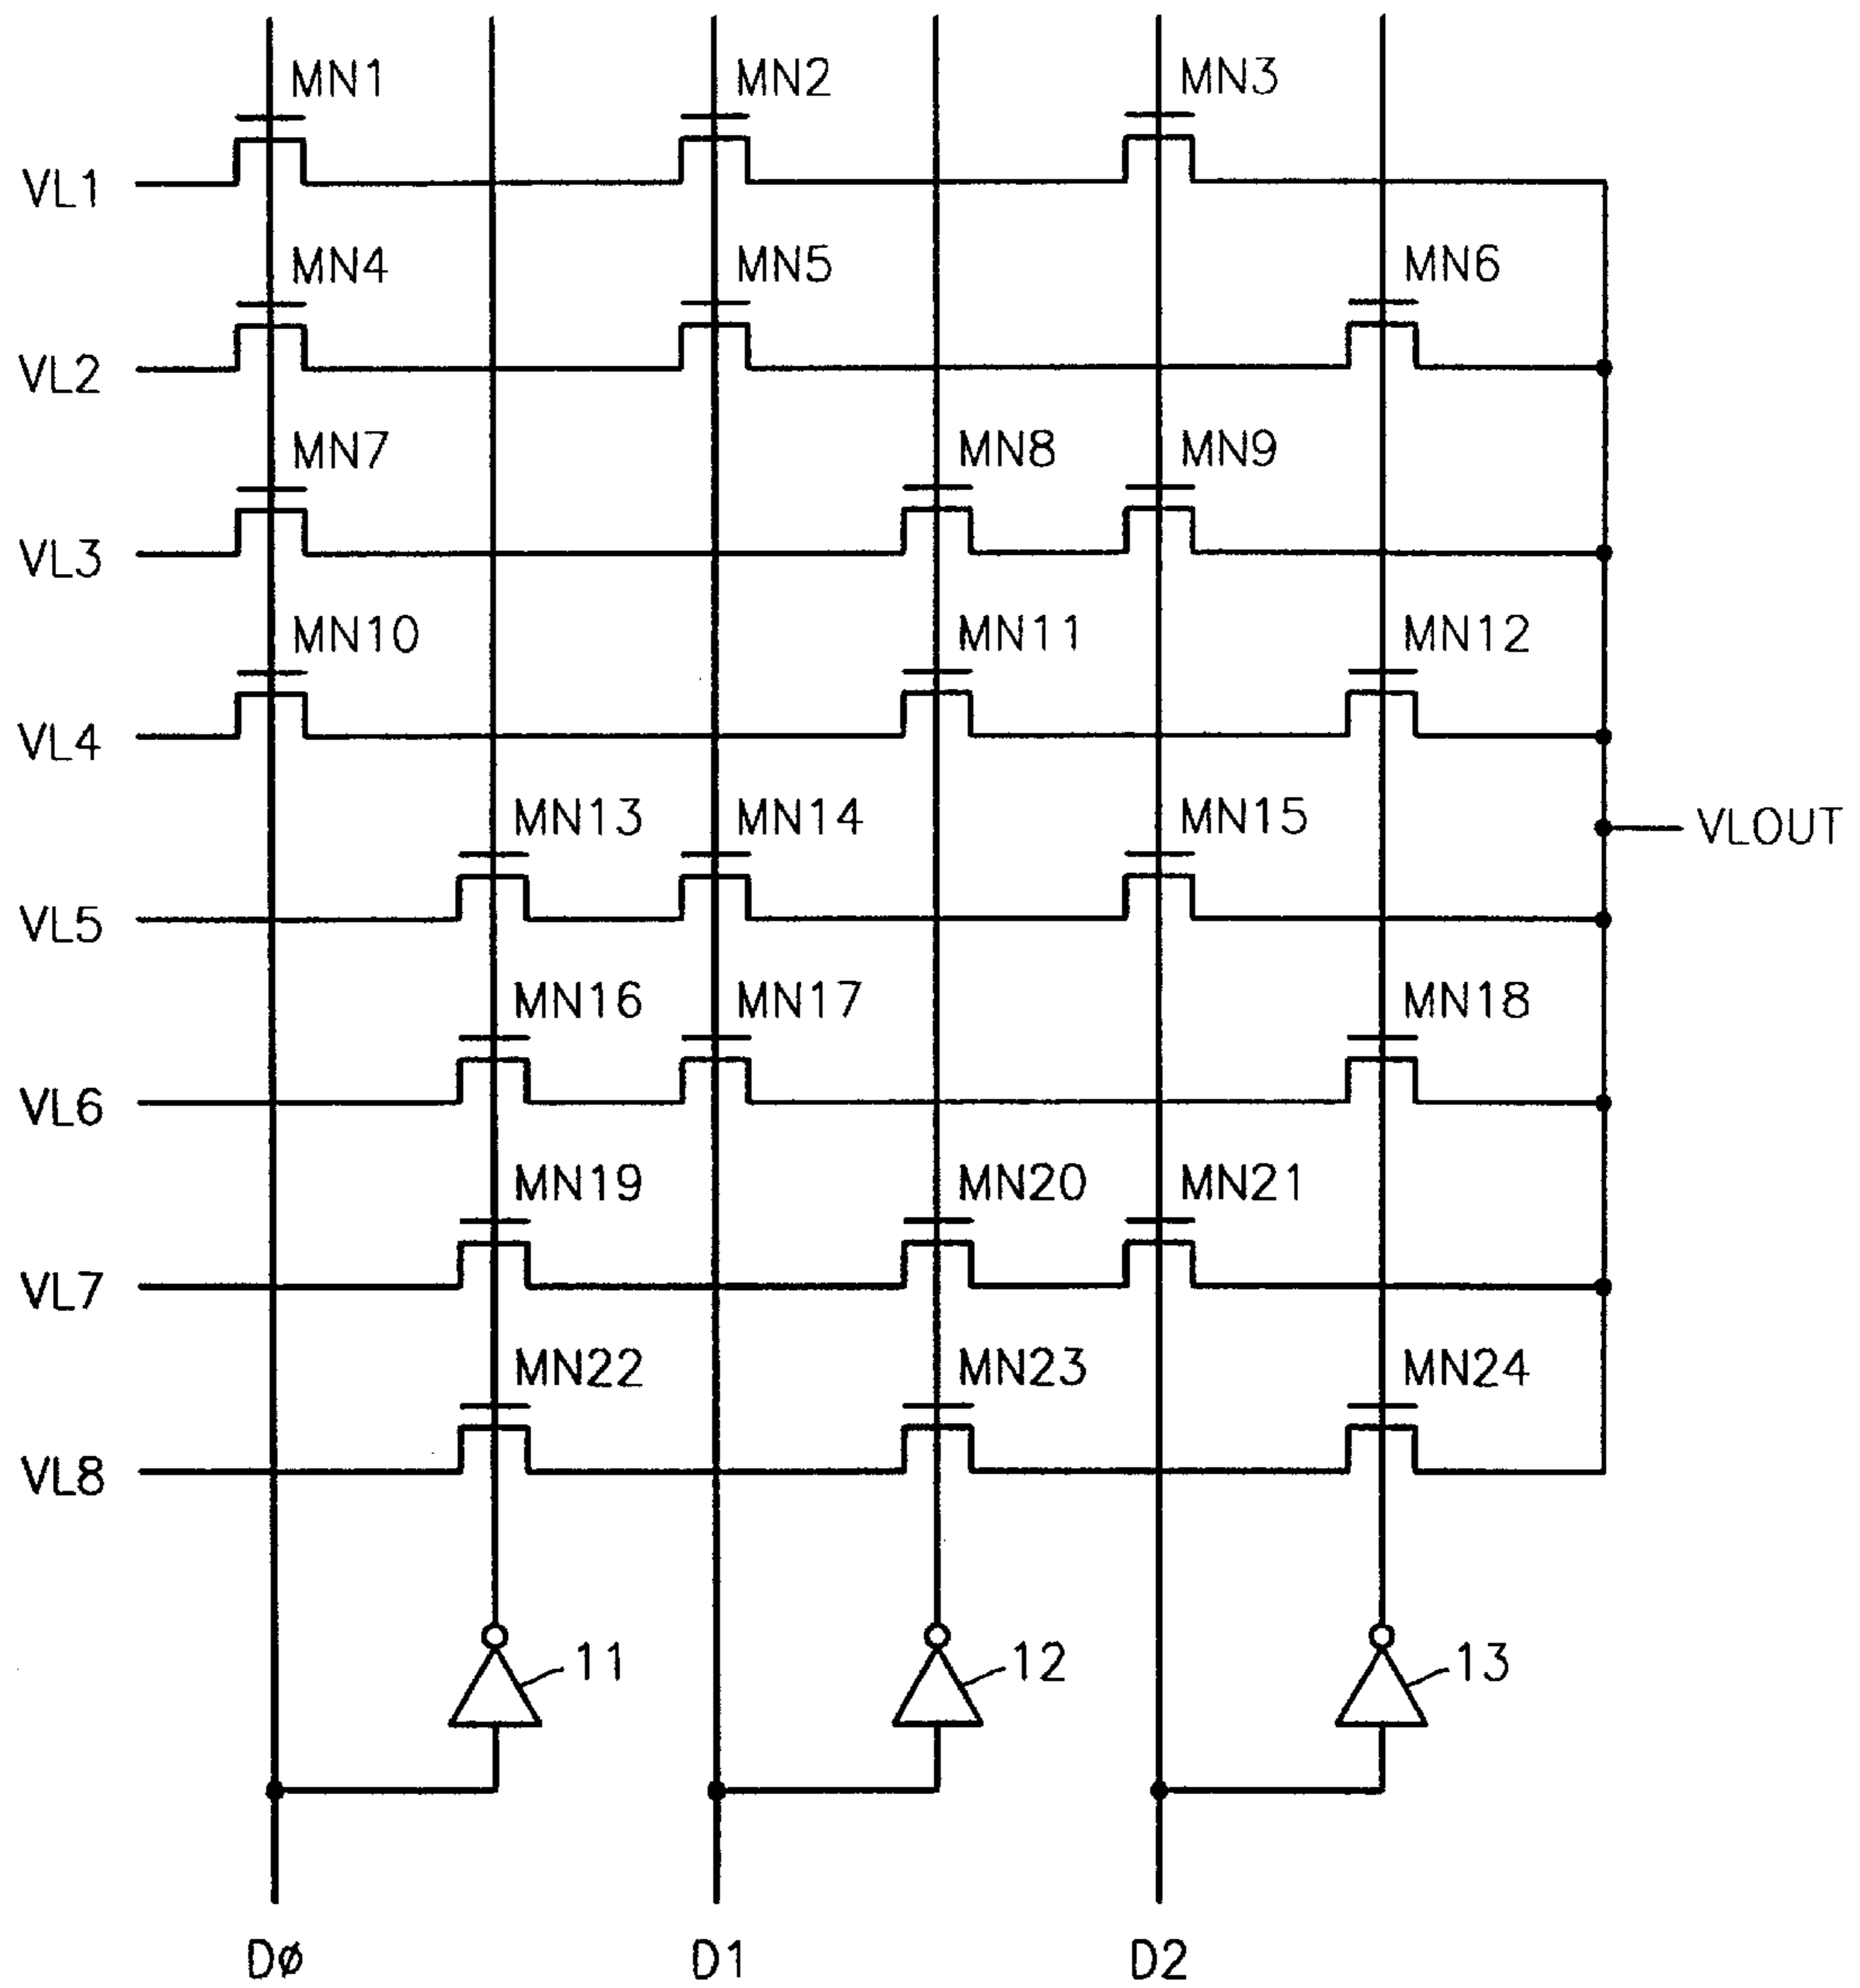 MN1 MN2 MN3
VL1
MN4 MN5 MN6
VL2
MN7 MN8 MN9
VL3
MN10 MN11 MN12
VL4
MN13 MN14 MN15
VLOUT
VL5
MN16 MN17 MN18
VL6
MN19 MN20 MN21
VL7
MN22 MN23 MN24
VL8
11 12 13
DØ D1 D2